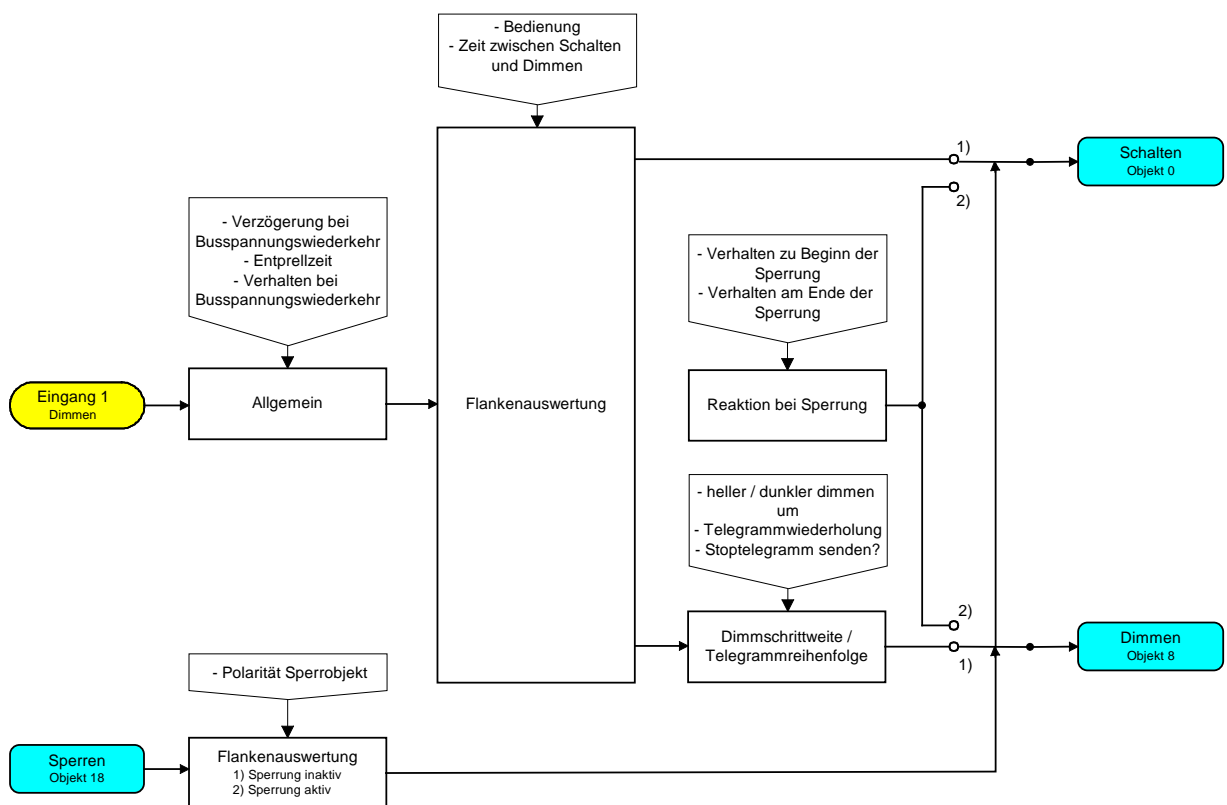 - Bedienung
- Zeit zwischen Schalten
und Dimmen
1)
Schalten
Objekt 0
2)
- Verzögerung bei
Busspannungswiederkehr
- Entprellzeit
- Verhalten bei
Busspannungswiederkehr
- Verhalten zu Beginn der
Sperrung
- Verhalten am Ende der
Sperrung
Eingang 1
Dimmen
Allgemein
Flankenauswertung
Reaktion bei Sperrung
- heller / dunkler dimmen
um
- Telegrammwiederholung
- Stoptelegramm senden?
2)
Dimmschrittweite /
Telegrammreihenfolge
1)
Dimmen
Objekt 8
- Polarität Sperrobjekt
Sperren
Objekt 18
Flankenauswertung
1) Sperrung inaktiv
2) Sperrung aktiv